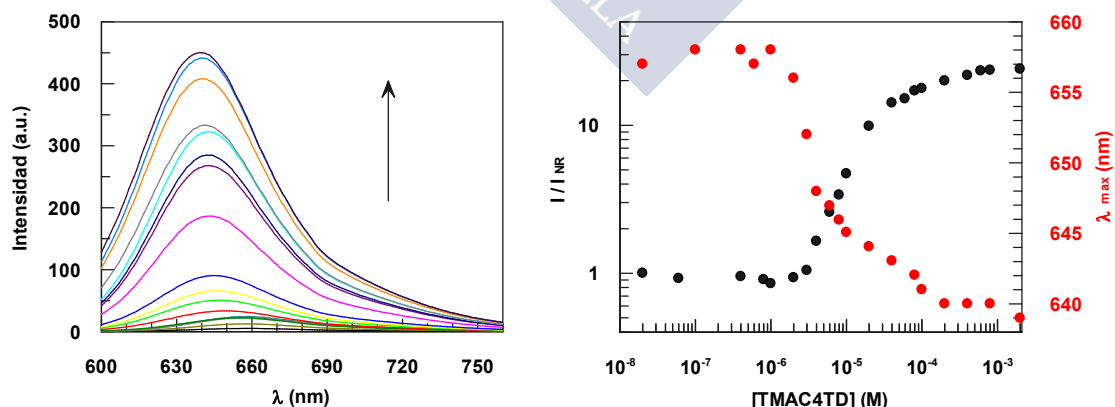 500
400
300
200
100
0
Intensidad (a.u.)
600 630 660 690 720 750
λ (nm)
LA
10
1
I / I NR
660
655
650
645
640
λ max (nm)
10-8 10-7 10-6 10-5 10-4 10-3
[TMAC4TD] (M)